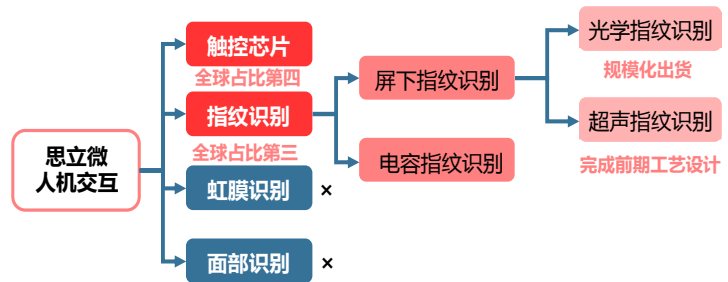 思立微
人机交互
触控芯片
全球占比第四
指纹识别
全球占比第三
虹膜识别
×
面部识别
×
屏下指纹识别
电容指纹识别
光学指纹识别
规模化出货
超声指纹识别
完成前期工艺设计